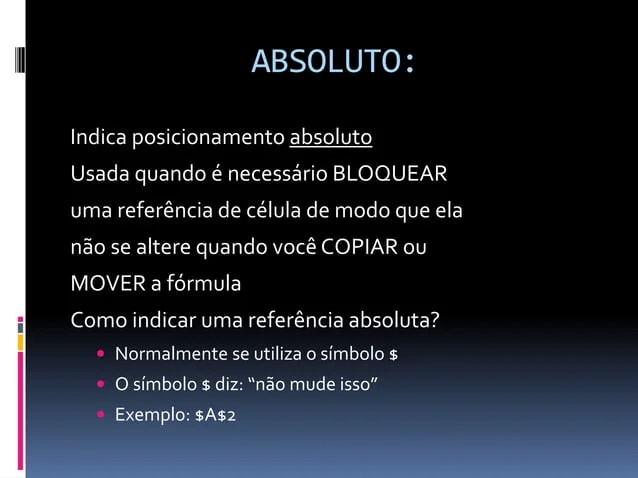 ABSOLUTO:
Indica posicionamento absoluto
Usada quando é necessário BLOQUEAR
uma referência de célula de modo que ela
não se altere quando você COPIAR ou
MOVER a fórmula
Como indicar uma referência absoluta?
• Normalmente se utiliza o símbolo $
• O símbolo $ diz: “não mude isso”
• Exemplo: $A$2